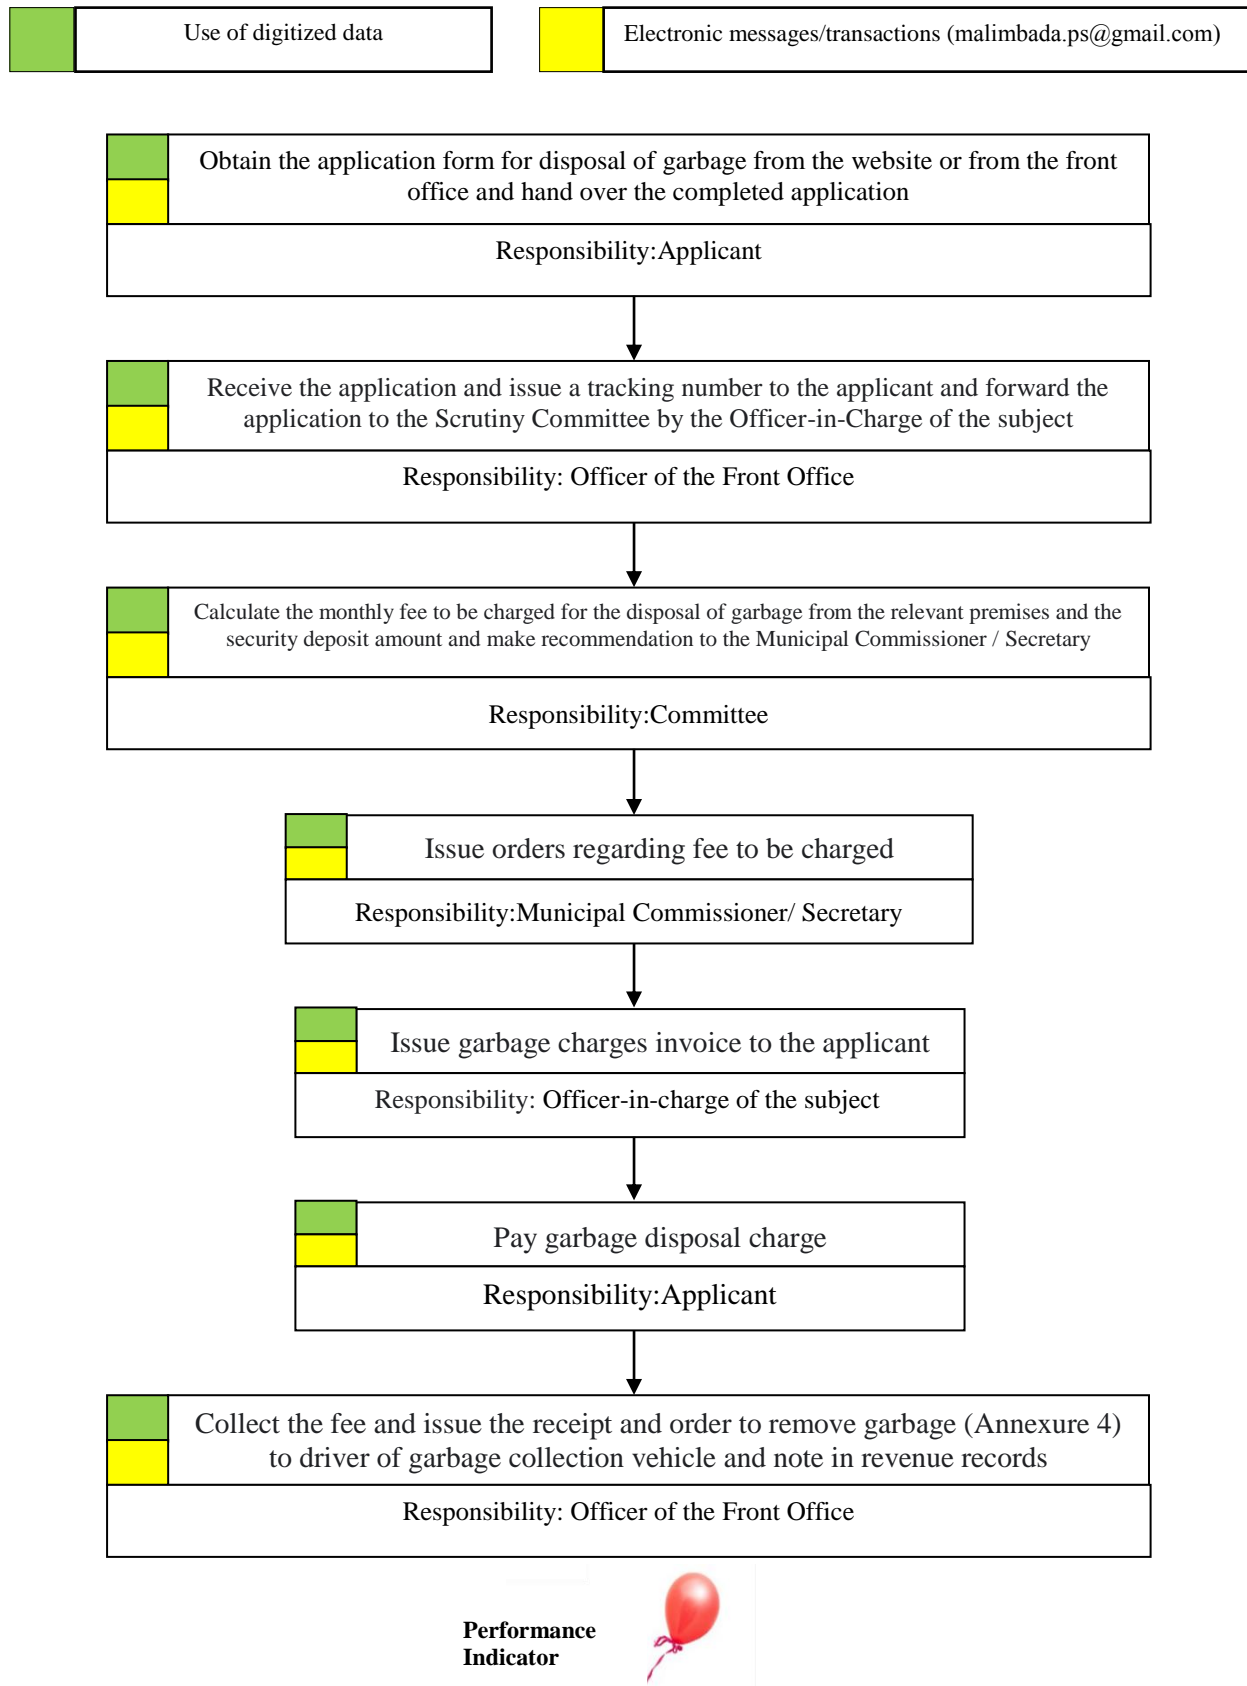 Use of digitized data
Electronic messages/transactions (malimbada.ps@gmail.com)
Obtain the application form for disposal of garbage from the website or from the front
office and hand over the completed application
Responsibility:Applicant
Receive the application and issue a tracking number to the applicant and forward the
application to the Scrutiny Committee by the Officer-in-Charge of the subject
Responsibility: Officer of the Front Office
Calculate the monthly fee to be charged for the disposal of garbage from the relevant premises and the
security deposit amount and make recommendation to the Municipal Commissioner / Secretary
Responsibility:Committee
Issue orders regarding fee to be charged
Responsibility:Municipal Commissioner/ Secretary
Issue garbage charges invoice to the applicant
Responsibility: Officer-in-charge of the subject
Pay garbage disposal charge
Responsibility:Applicant
Collect the fee and issue the receipt and order to remove garbage (Annexure 4)
to driver of garbage collection vehicle and note in revenue records
Responsibility: Officer of the Front Office
Performance
Indicator